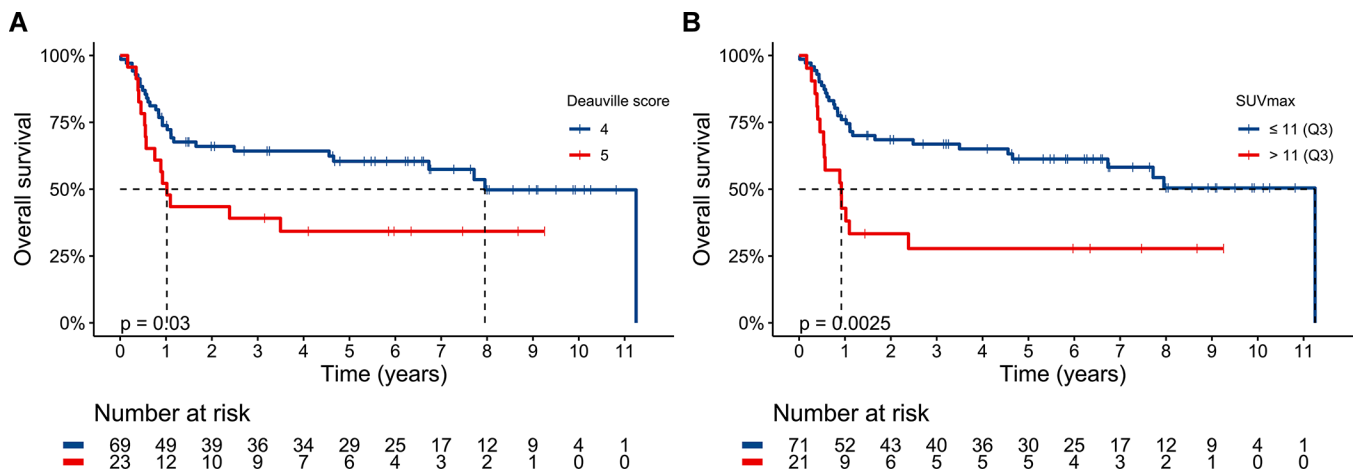 A
Overall survival
100%
75%
50%
25%
0%
Deauville score
4
5
p = 0.03
0 1 2 3 4 5 6 7 8 9 10 11
Time (years)
Number at risk
69 49 39 36 34 29 25 17 12 9 4 1
23 12 10 9 7 6 4 3 2 1 0 0
B
Overall survival
100%
75%
50%
25%
0%
SUVmax
≤ 11 (Q3)
> 11 (Q3)
p = 0.0025
0 1 2 3 4 5 6 7 8 9 10 11
Time (years)
Number at risk
71 52 43 40 36 30 25 17 12 9 4 1
21 9 6 5 5 5 4 3 2 1 0 0